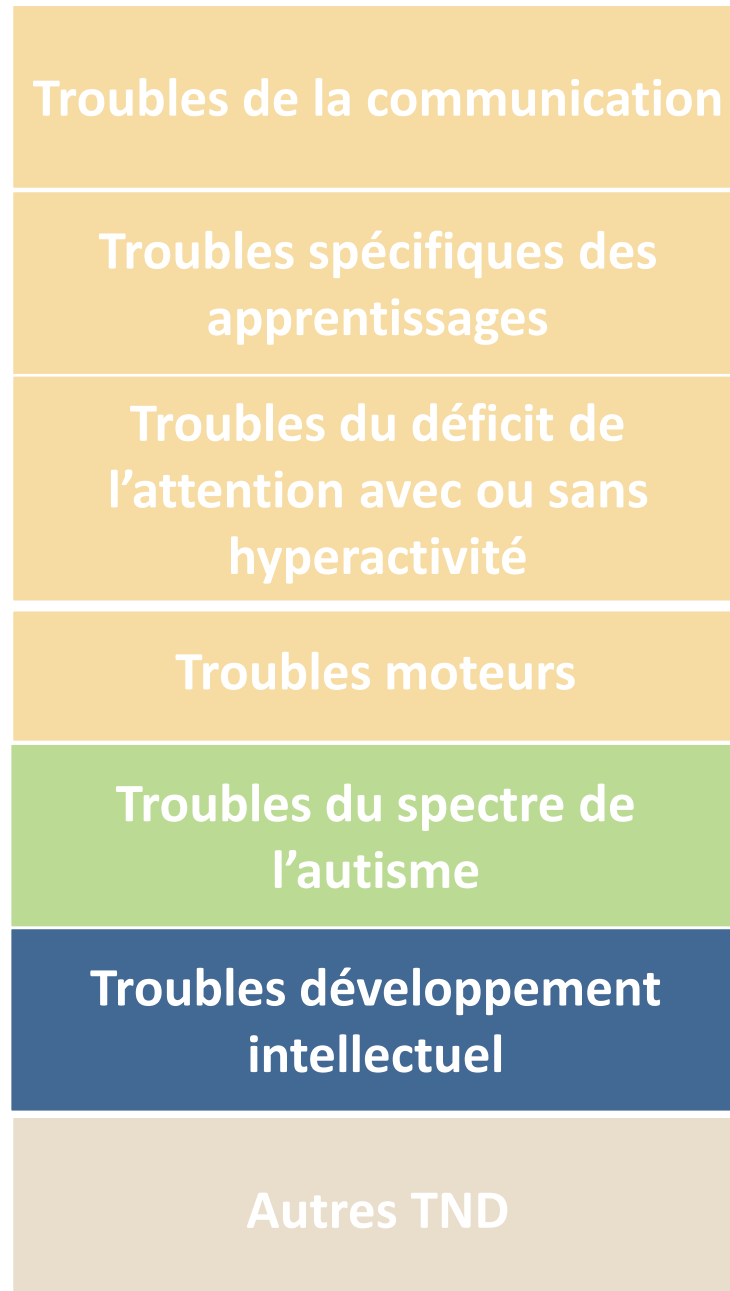 Troubles de la communication
Troubles spécifiques des
apprentissages
Troubles du déficit de
l’attention avec ou sans
hyperactivité
Troubles moteurs
Troubles du spectre de
l’autisme
Troubles développement
intellectuel
Autres TND